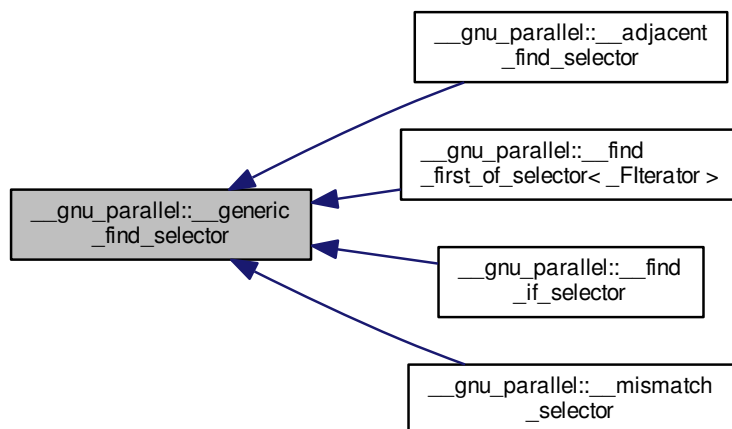 __gnu_parallel::__adjacent
_find_selector
__gnu_parallel::__find
_first_of_selector< _FIterator >
__gnu_parallel::__generic
_find_selector
__gnu_parallel::__find
_if_selector
__gnu_parallel::__mismatch
_selector